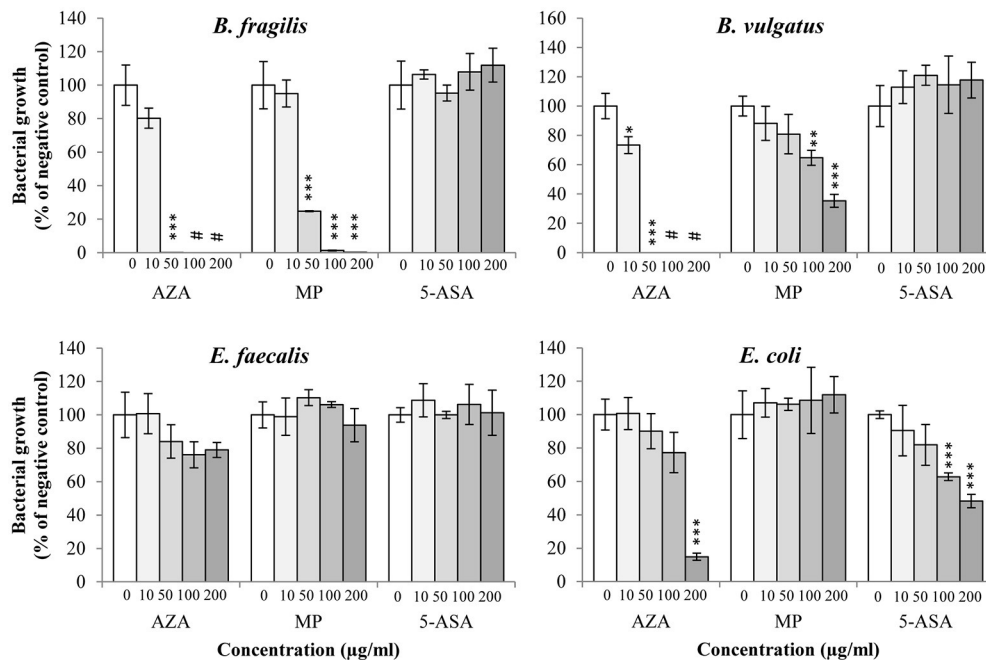 B. fragilis
Bacterial growth
(% of negative control)
140
120
100
80
60
40
20
0
***
#
#
***
***
***
0 10 50 100 200
0 10 50 100 200
0 10 50 100 200
AZA MP 5-ASA
B. vulgatus
160
140
120
100
80
60
40
20
0
*
***
#
#
**
***
0 10 50 100 200
0 10 50 100 200
0 10 50 100 200
AZA MP 5-ASA
E. faecalis
Bacterial growth
(% of negative control)
140
120
100
80
60
40
20
0
0 10 50 100 200
0 10 50 100 200
0 10 50 100 200
AZA MP 5-ASA
Concentration (μg/ml)
E. coli
140
120
100
80
60
40
20
0
***
***
***
0 10 50 100 200
0 10 50 100 200
0 10 50 100 200
AZA MP 5-ASA
Concentration (μg/ml)